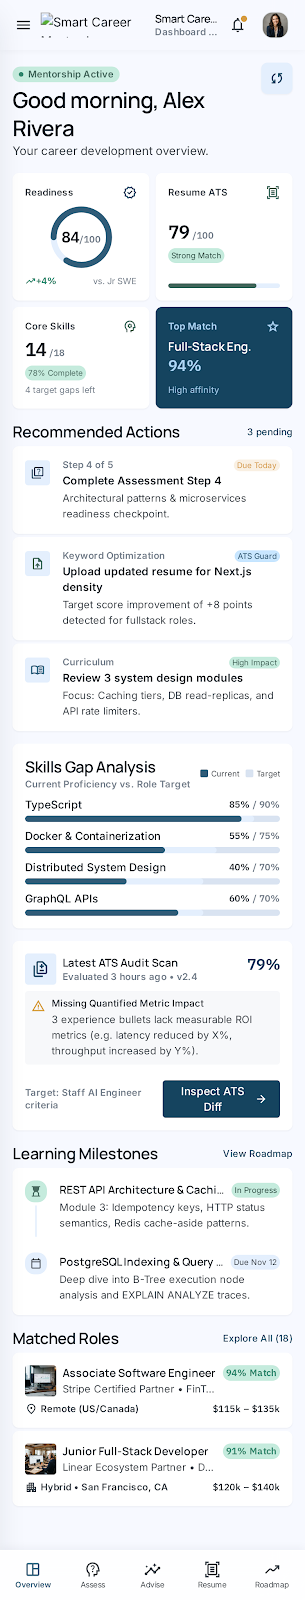 Smart Career
Smart Care...
Dashboard ...
Mentorship Active
Good morning, Alex
Rivera
Your career development overview.
Readiness
84/100
+4%
vs. Jr SWE
Resume ATS
79 /100
Strong Match
Core Skills
14 /18
78% Complete
4 target gaps left
Top Match
Full-Stack Eng.
94%
High affinity
Recommended Actions
3 pending
Step 4 of 5
Due Today
Complete Assessment Step 4
Architectural patterns & microservices
readiness checkpoint.
Keyword Optimization
ATS Guard
Upload updated resume for Next.js
density
Target score improvement of +8 points
detected for fullstack roles.
Curriculum
High Impact
Review 3 system design modules
Focus: Caching tiers, DB read-replicas, and
API rate limiters.
Skills Gap Analysis
Current Proficiency vs. Role Target
Current
Target
TypeScript
85% / 90%
Docker & Containerization
55% / 75%
Distributed System Design
40% / 70%
GraphQL APIs
60% / 70%
Latest ATS Audit Scan
79%
Evaluated 3 hours ago • v2.4
Missing Quantified Metric Impact
3 experience bullets lack measurable ROI
metrics (e.g. latency reduced by X%,
throughput increased by Y%).
Target: Staff AI Engineer
criteria
Inspect ATS
Diff
Learning Milestones
View Roadmap
REST API Architecture & Cachi...
In Progress
Module 3: Idempotency keys, HTTP status
semantics, Redis cache-aside patterns.
PostgreSQL Indexing & Query ...
Due Nov 12
Deep dive into B-Tree execution node
analysis and EXPLAIN ANALYZE traces.
Matched Roles
Explore All (18)
Associate Software Engineer
94% Match
Stripe Certified Partner • FinT...
Remote (US/Canada)
$115k – $135k
Junior Full-Stack Developer
91% Match
Linear Ecosystem Partner • D...
Hybrid • San Francisco, CA
$120k – $140k
Overview
Assess
Advise
Resume
Roadmap